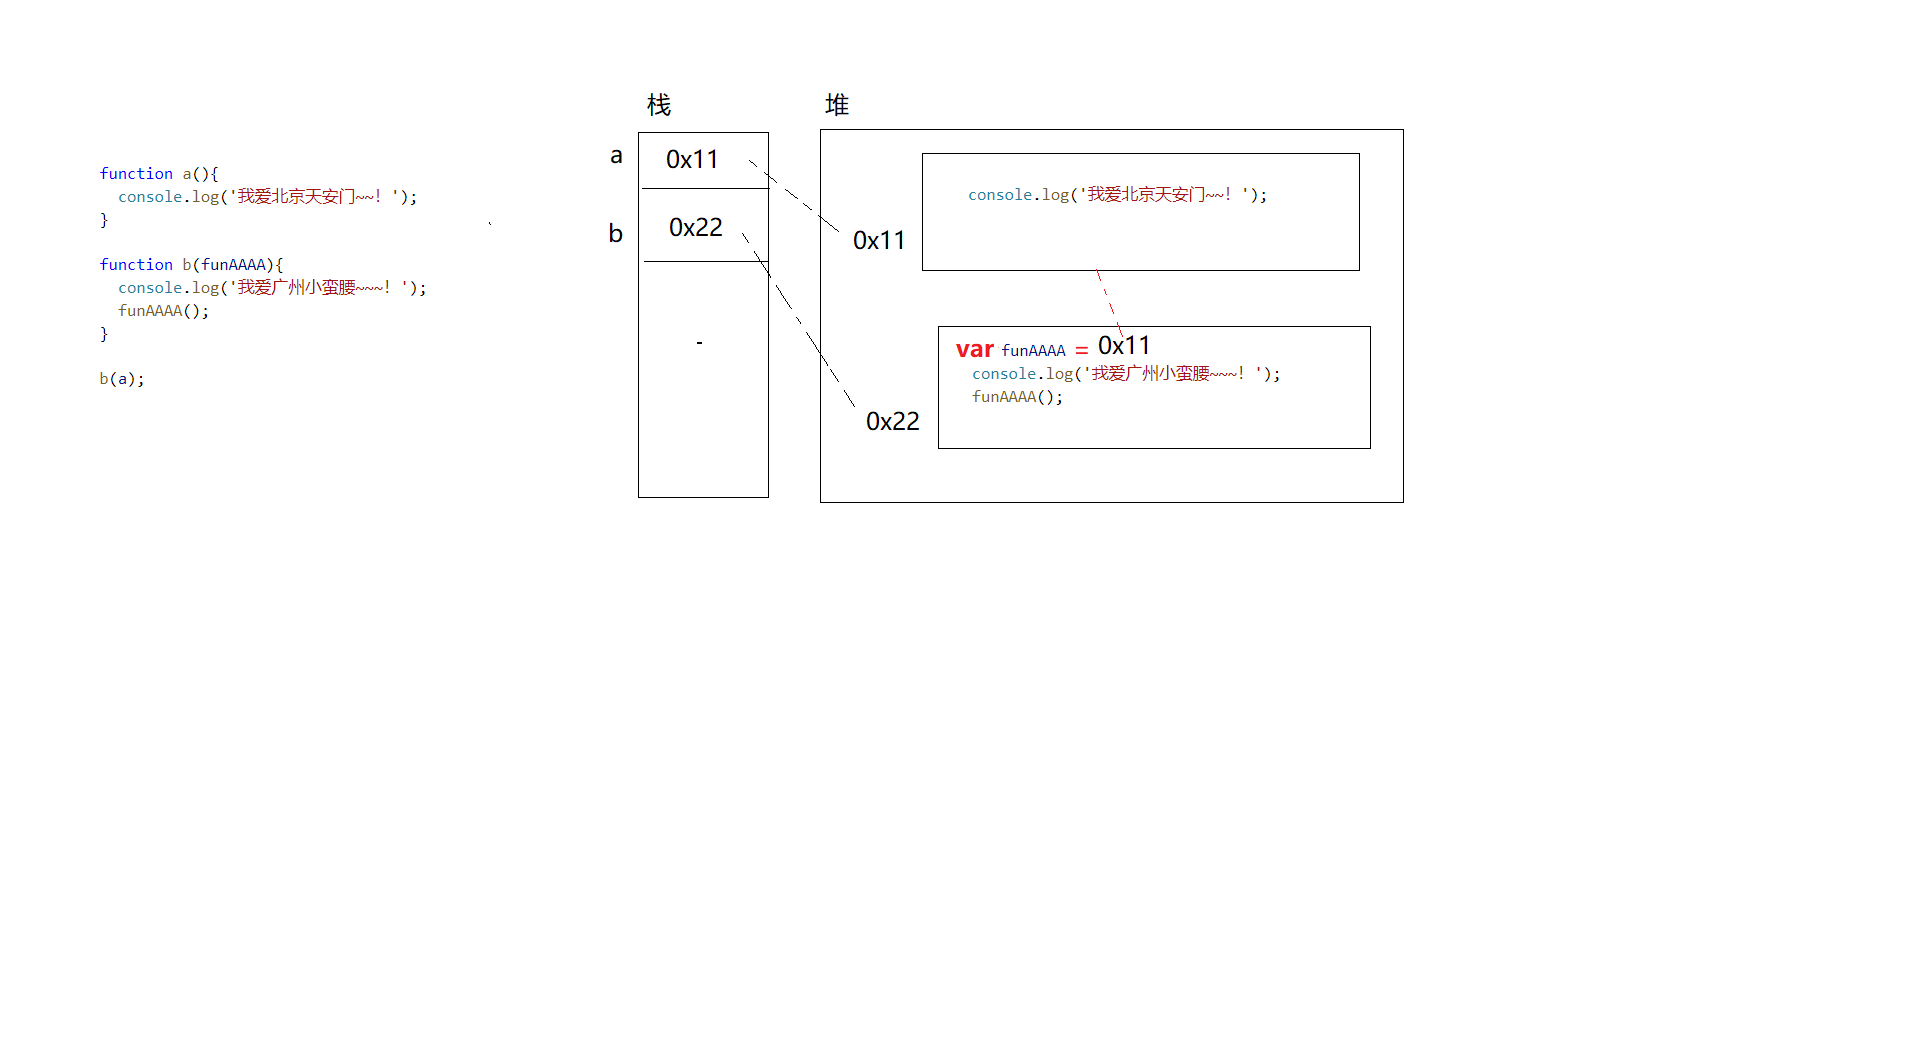 function a(){
console.log('我爱北京天安门~~！');
}
function b(funAAAA){
console.log('我爱广州小蛮腰~~~！');
funAAAA();
}
b(a);
栈
a
0x11
b
0x22
堆
0x11
console.log('我爱北京天安门~~！');
0x22
var funAAAA = 0x11
console.log('我爱广州小蛮腰~~~！');
funAAAA();